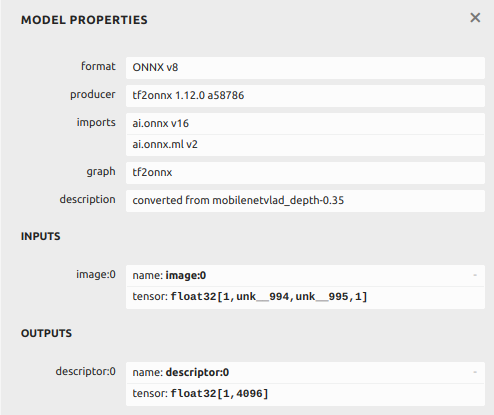 MODEL PROPERTIES
format ONNX v8
producer tf2onnx 1.12.0 a58786
imports ai.onnx v16
ai.onnx.ml v2
graph tf2onnx
description converted from mobilenetvlad_depth-0.35
INPUTS
image:0 name: image:0 -
tensor: float32[1,unk__994,unk__995,1]
OUTPUTS
descriptor:0 name: descriptor:0 -
tensor: float32[1,4096]